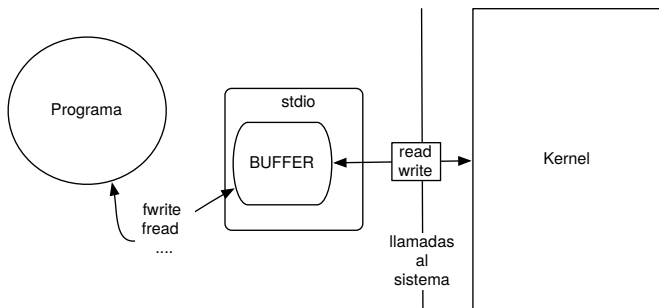 Programa
stdio
BUFFER
read
write
Kernel
fwrite
fread
....
llamadas
al
sistema